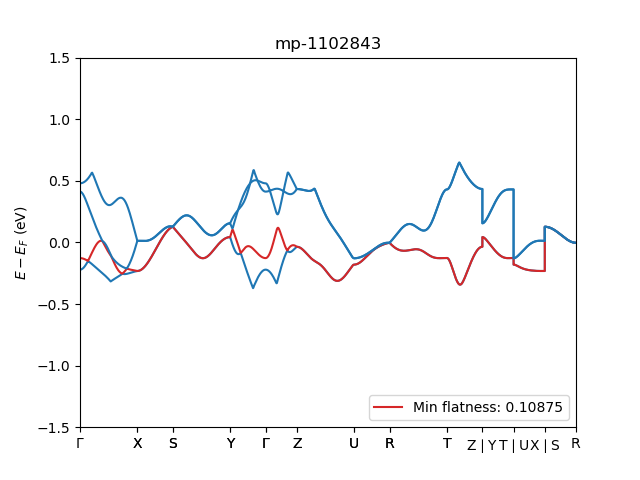 mp-1102843
1.5
1.0
0.5
0.0
−0.5
−1.0
−1.5
E − E_F (eV)
Min flatness: 0.10875
Γ X S Y Γ Z U R T Z | Y T | U X | S R